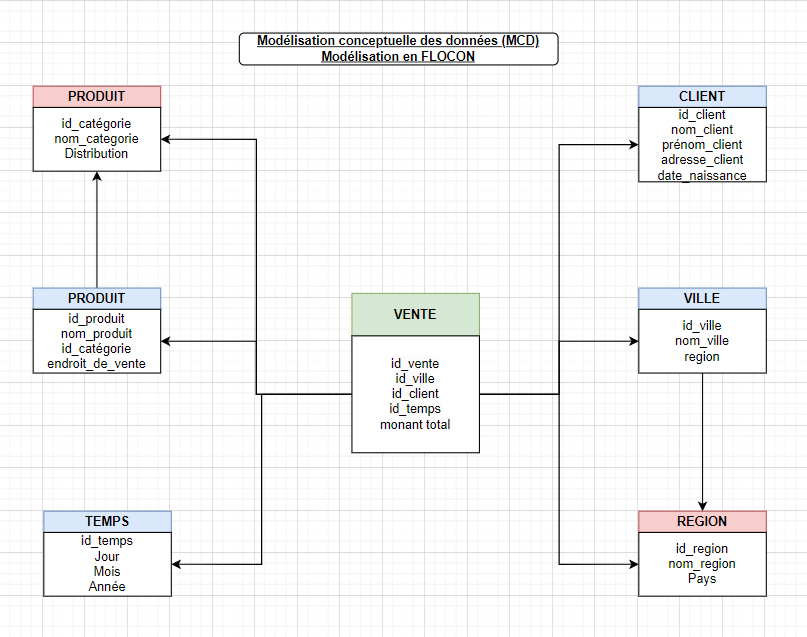 Modélisation conceptuelle des données (MCD)
Modélisation en FLOCON
PRODUIT
id_catégorie
nom_categorie
Distribution
CLIENT
id_client
nom_client
prénom_client
adresse_client
date_naissance
PRODUIT
id_produit
nom_produit
id_catégorie
endroit_de_vente
VENTE
id_vente
id_ville
id_client
id_temps
monant total
VILLE
id_ville
nom_ville
region
TEMPS
id_temps
Jour
Mois
Année
REGION
id_region
nom_region
Pays